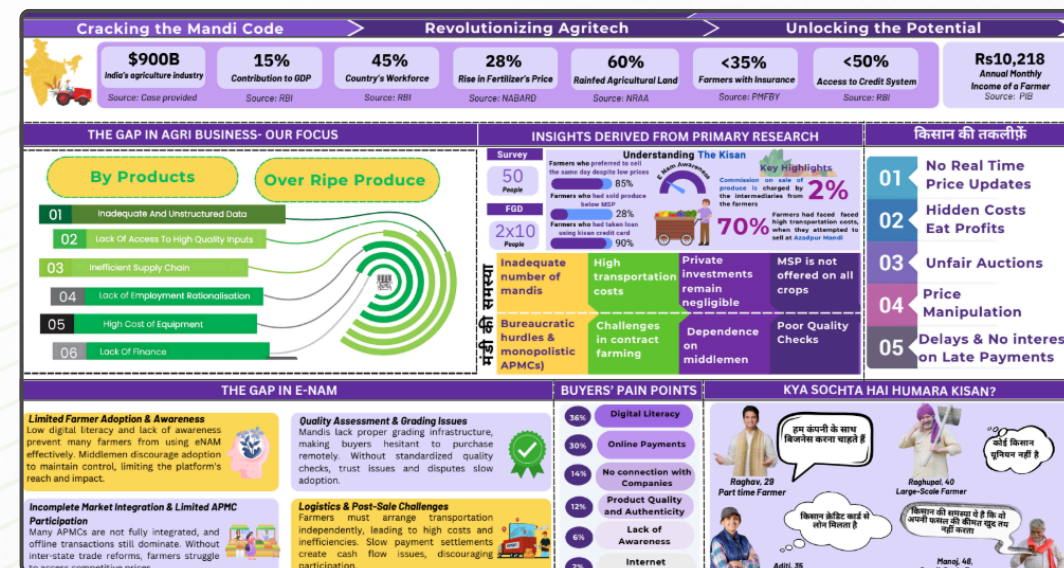 Cracking the Mandi Code
Revolutionizing Agritech
Unlocking the Potential
$900B
India's agriculture industry
Source: Case provided
15%
Contribution to GDP
Source: RBI
45%
Country's Workforce
Source: RBI
28%
Rise in Fertilizer's Price
Source: NABARD
60%
Rainfed Agricultural Land
Source: NRAA
<35%
Farmers with Insurance
Source: PMFBY
<50%
Access to Credit System
Source: RBI
Rs10,218
Annual Monthly
Income of a Farmer
Source: PIB
THE GAP IN AGRI BUSINESS- OUR FOCUS
By Products
Over Ripe Produce
01 Inadequate And Unstructured Data
02 Lack Of Access To High Quality Inputs
03 Inefficient Supply Chain
04 Lack of Employment Rationalisation
05 High Cost of Equipment
06 Lack Of Finance
INSIGHTS DERIVED FROM PRIMARY RESEARCH
Survey
50
People
FGD
2x10
People
Understanding The Kisan
Farmers who preferred to sell
the same day despite low prices
85%
Farmers who had sold produce
below MSP
28%
Farmers who had taken loan
using kisan credit card
90%
E Nam Awareness
Key Highlights
Commission on sale of
produce is charged by
the intermediaries from
the farmers
2%
70%
Farmers had faced faced
high transportation costs,
when they attempted to
sell at Azadpur Mandi
मंडी की समस्या
Inadequate
number of
mandis
High
transportation
costs
Private
investments
remain
negligible
MSP is not
offered on all
crops
Bureaucratic
hurdles &
monopolistic
APMCs)
Challenges
in contract
farming
Dependence
on
middlemen
Poor Quality
Checks
किसान की तकलीफ़ें
01 No Real Time
Price Updates
02 Hidden Costs
Eat Profits
03 Unfair Auctions
04 Price
Manipulation
05 Delays & No interes
on Late Payments
THE GAP IN E-NAM
Limited Farmer Adoption & Awareness
Low digital literacy and lack of awareness
prevent many farmers from using eNAM
effectively. Middlemen discourage adoption
to maintain control, limiting the platform's
reach and impact.
Quality Assessment & Grading Issues
Mandis lack proper grading infrastructure,
making buyers hesitant to purchase
remotely. Without standardized quality
checks, trust issues and disputes slow
adoption.
Incomplete Market Integration & Limited APMC
Participation
Many APMCs are not fully integrated, and
offline transactions still dominate. Without
inter-state trade reforms, farmers struggle
to access competitive prices.
Logistics & Post-Sale Challenges
Farmers must arrange transportation
independently, leading to high costs and
inefficiencies. Slow payment settlements
create cash flow issues, discouraging
participation.
BUYERS' PAIN POINTS
36% Digital Literacy
30% Online Payments
14% No connection with
Companies
12% Product Quality
and Authenticity
6% Lack of
Awareness
2% Internet
KYA SOCHTA HAI HUMARA KISAN?
हम कंपनी के साथ
बिजनेस करना चाहते हैं
Raghav, 29
Part time Farmer
कोई किसान
यूनियन नहीं है
Raghupal, 40
Large-Scale Farmer
किसान क्रेडिट कार्ड से
लोन मिलता है
Aditi, 35
किसान की समस्या ये है कि वो
अपनी फसल की कीमत खुद तय
नहीं करता
Manoj, 48,